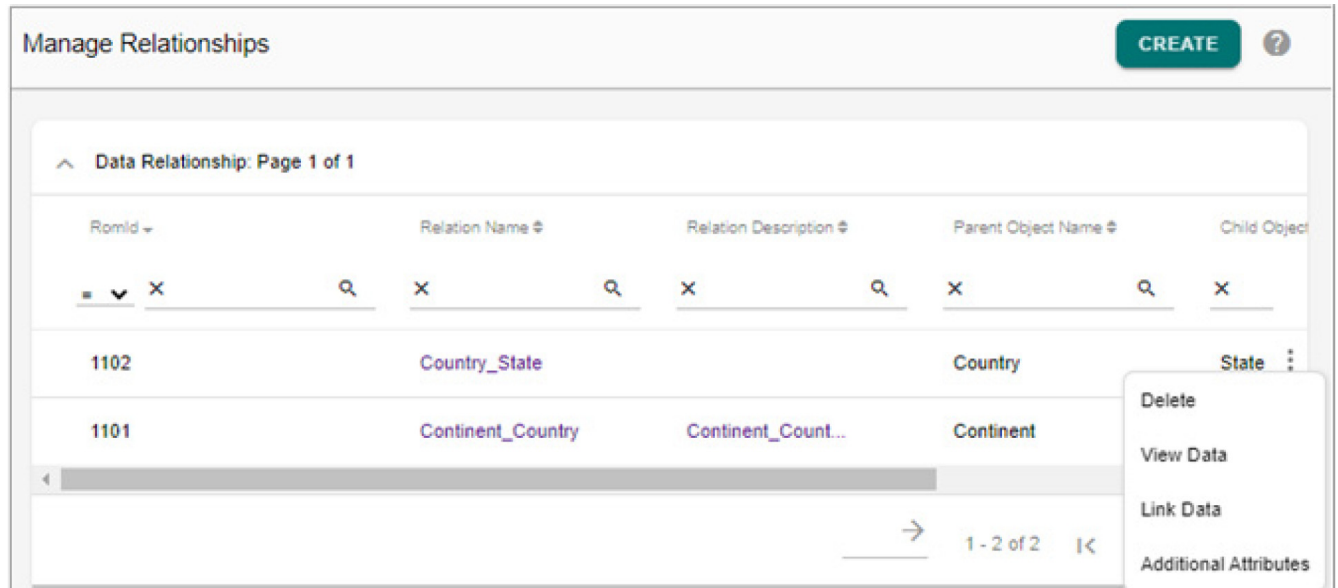 Manage Relationships CREATE ?
Data Relationship: Page 1 of 1
RomId Relation Name Relation Description Parent Object Name Child Object
=
1102 Country_State Country State
1101 Continent_Country Continent_Count... Continent
1 - 2 of 2
Delete
View Data
Link Data
Additional Attributes